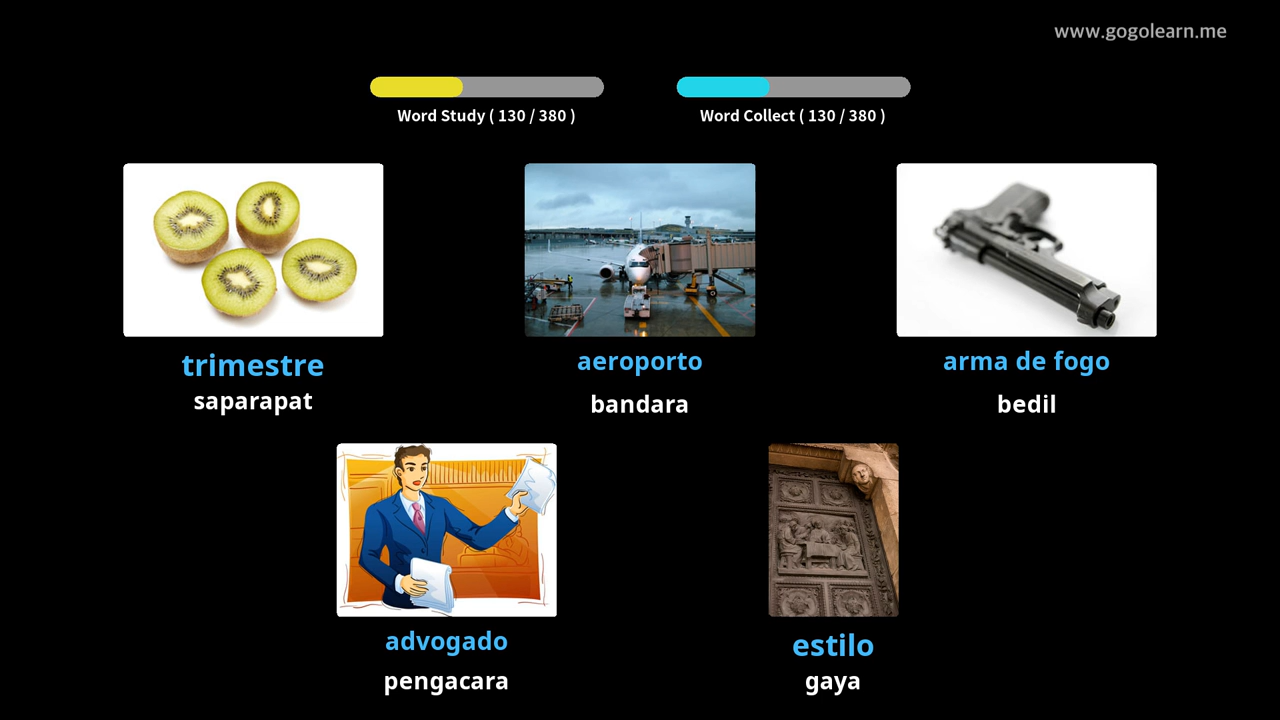 www.gogolearn.me
Word Study ( 130 / 380 )
Word Collect ( 130 / 380 )
trimestre
saparapat
aeroporto
bandara
arma de fogo
bedil
advogado
pengacara
estilo
gaya